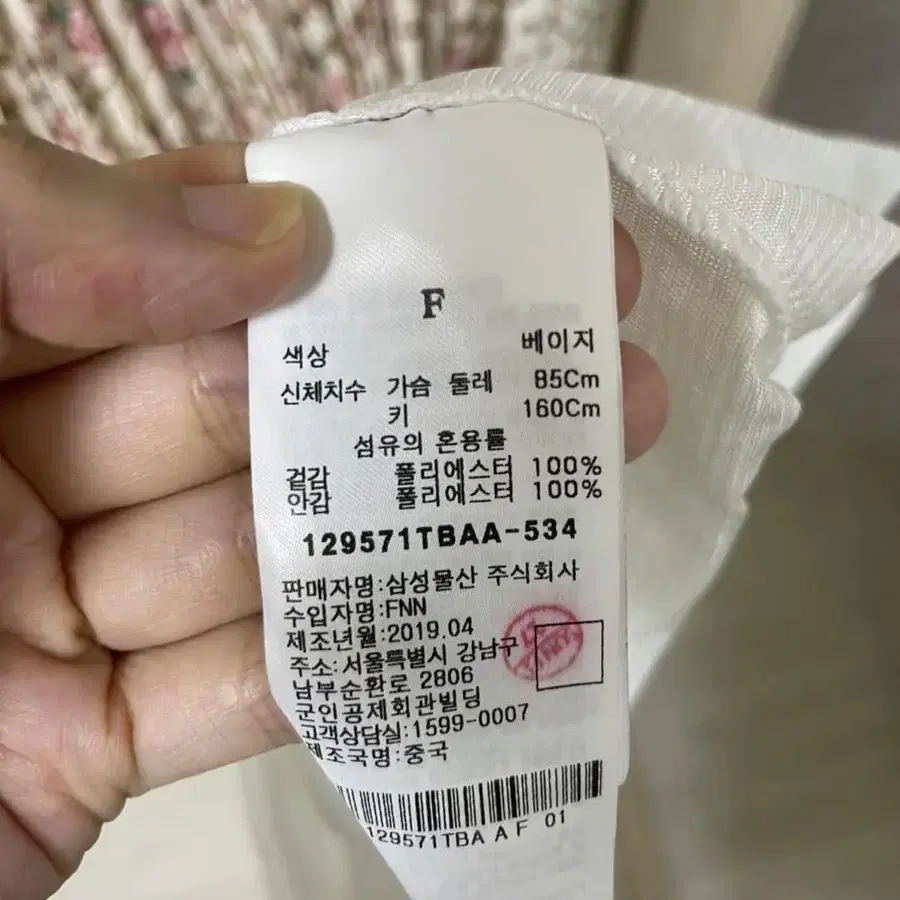 F
색상 베이지
신체치수 가슴 둘레 85Cm
키 160Cm
섬유의 혼용률
겉감 폴리에스터 100%
안감 폴리에스터 100%
129571TBAA-534
판매자명:삼성물산 주식회사
수입자명:FNN
제조년월:2019.04
주소:서울특별시 강남구
남부순환로 2806
군인공제회관빌딩
고객상담실:1599-0007
제조국명:중국
129571TBA A F 01